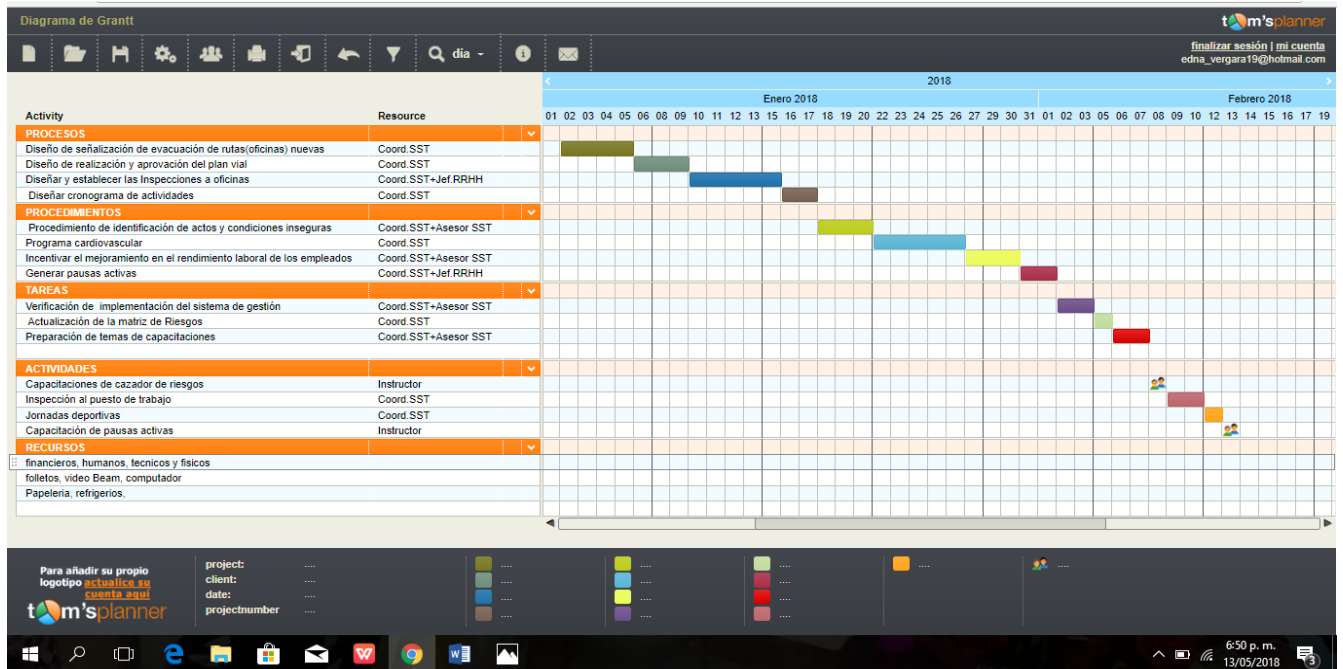 Diagrama de Grantt
tom'splanner
día
finalizar sesión | mi cuenta
edna_vergara19@hotmail.com
2018
Enero 2018 Febrero 2018
Activity Resource 01 02 03 04 05 06 08 09 10 11 12 13 15 16 17 18 19 20 22 23 24 25 26 27 29 30 31 01 02 03 05 06 07 08 09 10 12 13 14 15 16 17 19
PROCESOS
Diseño de señalización de evacuación de rutas(oficinas) nuevas Coord.SST
Diseño de realización y aprovación del plan vial Coord.SST
Diseñar y establecer las Inspecciones a oficinas Coord.SST+Jef.RRHH
Diseñar cronograma de actividades Coord.SST
PROCEDIMIENTOS
Procedimiento de identificación de actos y condiciones inseguras Coord.SST+Asesor SST
Programa cardiovascular Coord.SST
Incentivar el mejoramiento en el rendimiento laboral de los empleados Coord.SST+Asesor SST
Generar pausas activas Coord.SST+Jef.RRHH
TAREAS
Verificación de implementación del sistema de gestión Coord.SST+Asesor SST
Actualización de la matriz de Riesgos Coord.SST
Preparación de temas de capacitaciones Coord.SST+Asesor SST
ACTIVIDADES
Capacitaciones de cazador de riesgos Instructor
Inspección al puesto de trabajo Coord.SST
Jornadas deportivas Coord.SST
Capacitación de pausas activas Instructor
RECURSOS
financieros, humanos, tecnicos y fisicos
folletos, video Beam, computador
Papeleria, refrigerios,
Para añadir su propio
logotipo actualice su
cuenta aquí
tom'splanner
project: .... .... .... .... .... ....
client: .... .... .... ....
date: .... .... .... ....
projectnumber .... .... .... ....
6:50 p. m.
13/05/2018
3